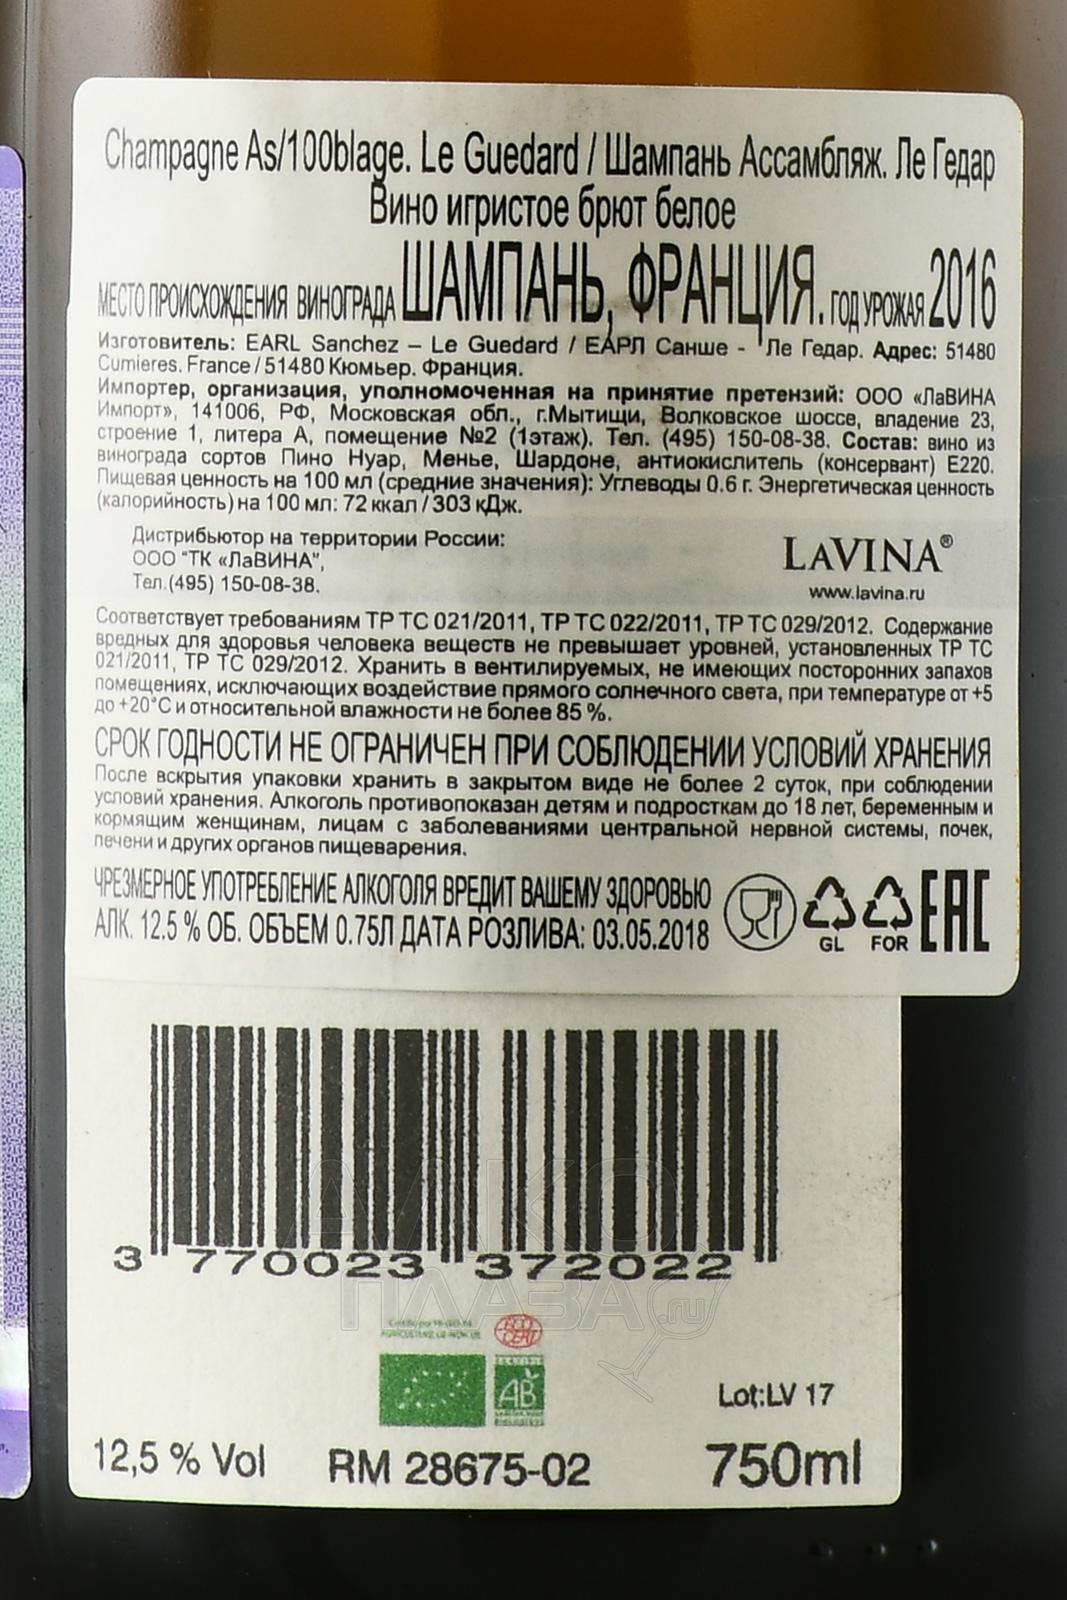 Champagne As/100blage. Le Guedard / Шампань Ассамбляж. Ле Гедар
Вино игристое брют белое
МЕСТО ПРОИСХОЖДЕНИЯ ВИНОГРАДА ШАМПАНЬ, ФРАНЦИЯ. ГОД УРОЖАЯ 2016
Изготовитель: EARL Sanchez – Le Guedard / ЕАРЛ Санше - Ле Гедар. Адрес: 51480
Cumieres. France / 51480 Кюмьер. Франция.
Импортер, организация, уполномоченная на принятие претензий: ООО «ЛаВИНА
Импорт», 141006, РФ, Московская обл., г.Мытищи, Волковское шоссе, владение 23,
строение 1, литера А, помещение №2 (1этаж). Тел. (495) 150-08-38. Состав: вино из
винограда сортов Пино Нуар, Менье, Шардоне, антиокислитель (консервант) Е220.
Пищевая ценность на 100 мл (средние значения): Углеводы 0.6 г. Энергетическая ценность
(калорийность) на 100 мл: 72 ккал / 303 кДж.
Дистрибьютор на территории России:
ООО "ТК «ЛаВИНА",
Тел.(495) 150-08-38.
LAVINA®
www.lavina.ru
Соответствует требованиям ТР ТС 021/2011, ТР ТС 022/2011, ТР ТС 029/2012. Содержание
вредных для здоровья человека веществ не превышает уровней, установленных ТР ТС
021/2011, ТР ТС 029/2012. Хранить в вентилируемых, не имеющих посторонних запахов
помещениях, исключающих воздействие прямого солнечного света, при температуре от +5
до +20°С и относительной влажности не более 85 %.
СРОК ГОДНОСТИ НЕ ОГРАНИЧЕН ПРИ СОБЛЮДЕНИИ УСЛОВИЙ ХРАНЕНИЯ
После вскрытия упаковки хранить в закрытом виде не более 2 суток, при соблюдении
условий хранения. Алкоголь противопоказан детям и подросткам до 18 лет, беременным и
кормящим женщинам, лицам с заболеваниями центральной нервной системы, почек,
печени и других органов пищеварения.
ЧРЕЗМЕРНОЕ УПОТРЕБЛЕНИЕ АЛКОГОЛЯ ВРЕДИТ ВАШЕМУ ЗДОРОВЬЮ
АЛК. 12.5 % ОБ. ОБЪЕМ 0.75Л ДАТА РОЗЛИВА: 03.05.2018
GL FOR EAC
3 770023 372022
АЛКО
ПЛАЗА.ru
ECO
CERT
AB
Lot:LV 17
12,5 % Vol RM 28675-02 750ml